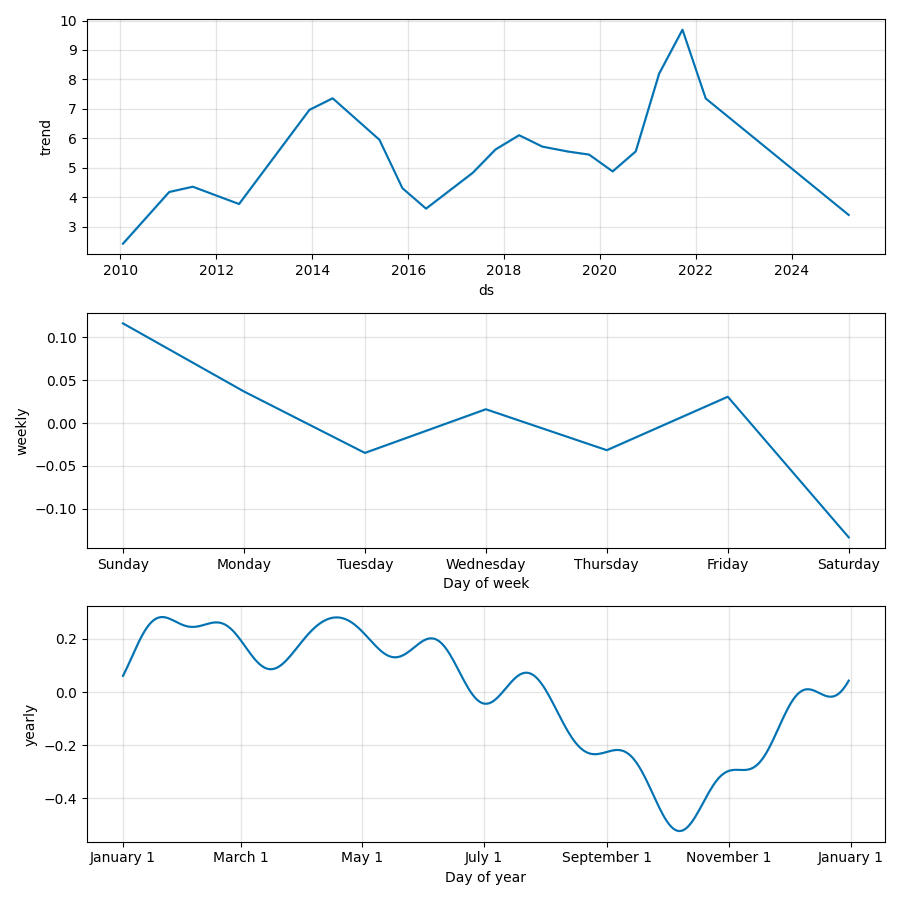 10
9
8
7
6
5
4
3
trend
2010 2012 2014 2016 2018 2020 2022 2024
ds
0.10
0.05
0.00
−0.05
−0.10
weekly
Sunday Monday Tuesday Wednesday Thursday Friday Saturday
Day of week
0.2
0.0
−0.2
−0.4
yearly
January 1 March 1 May 1 July 1 September 1 November 1 January 1
Day of year